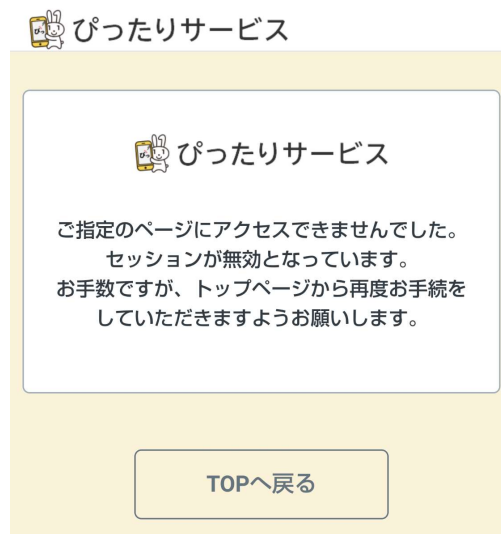 ぴったりサービス
ぴったりサービス
ご指定のページにアクセスできませんでした。
セッションが無効となっています。
お手数ですが、トップページから再度お手続を
していただきますようお願いします。
TOPへ戻る